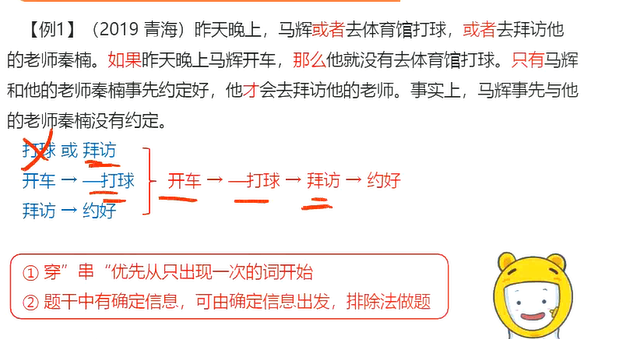 【例1】（2019 青海）昨天晚上，马辉或者去体育馆打球，或者去拜访他
的老师秦楠。如果昨天晚上马辉开车，那么他就没有去体育馆打球。只有马辉
和他的老师秦楠事先约定好，他才会去拜访他的老师。事实上，马辉事先与他
的老师秦楠没有约定。
打球 或 拜访
开车 → —打球
拜访 → 约好
开车 → —打球 → 拜访 → 约好
① 穿”串“优先从只出现一次的词开始
② 题干中有确定信息，可由确定信息出发，排除法做题